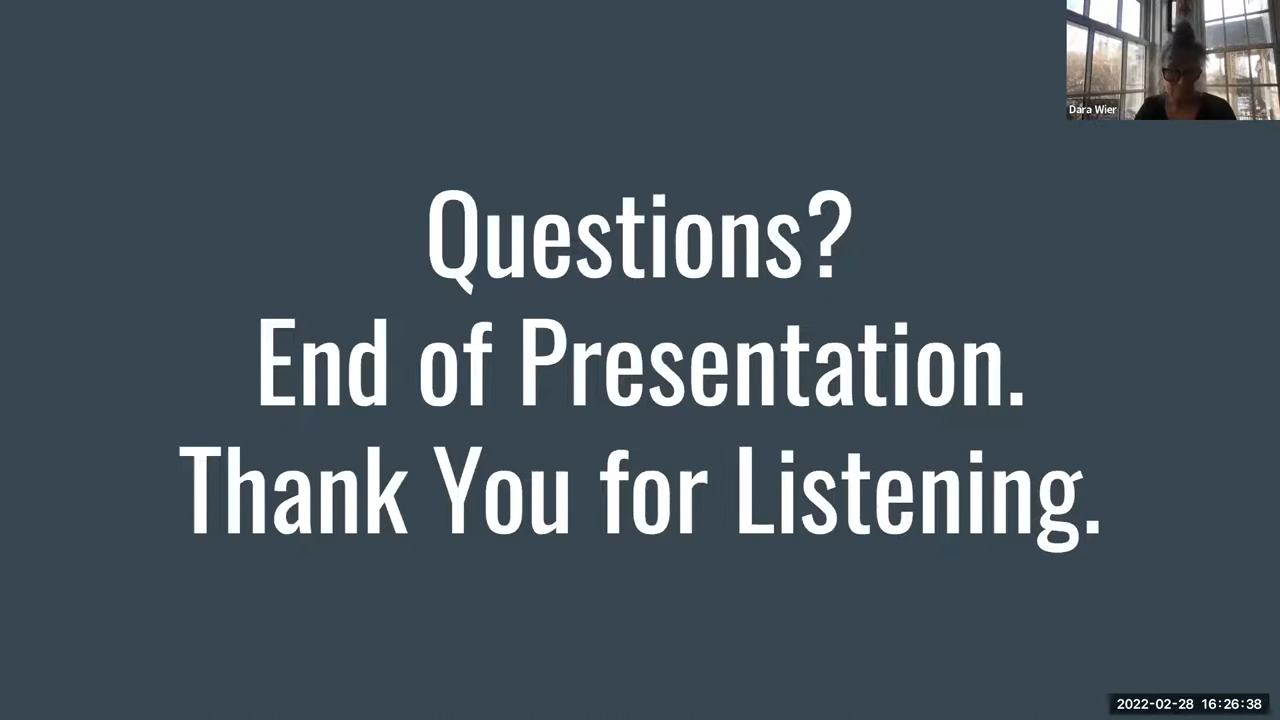 Dara Wier
Questions?
End of Presentation.
Thank You for Listening.
2022-02-28 16:26:38